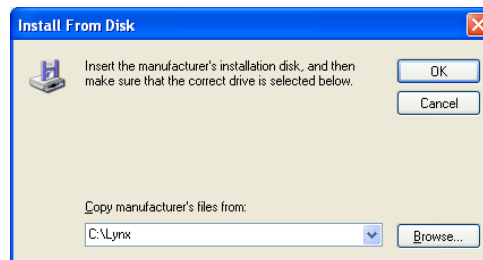 Install From Disk
Insert the manufacturer's installation disk, and then
make sure that the correct drive is selected below.
OK
Cancel
Copy manufacturer's files from:
C:\Lynx
Browse...